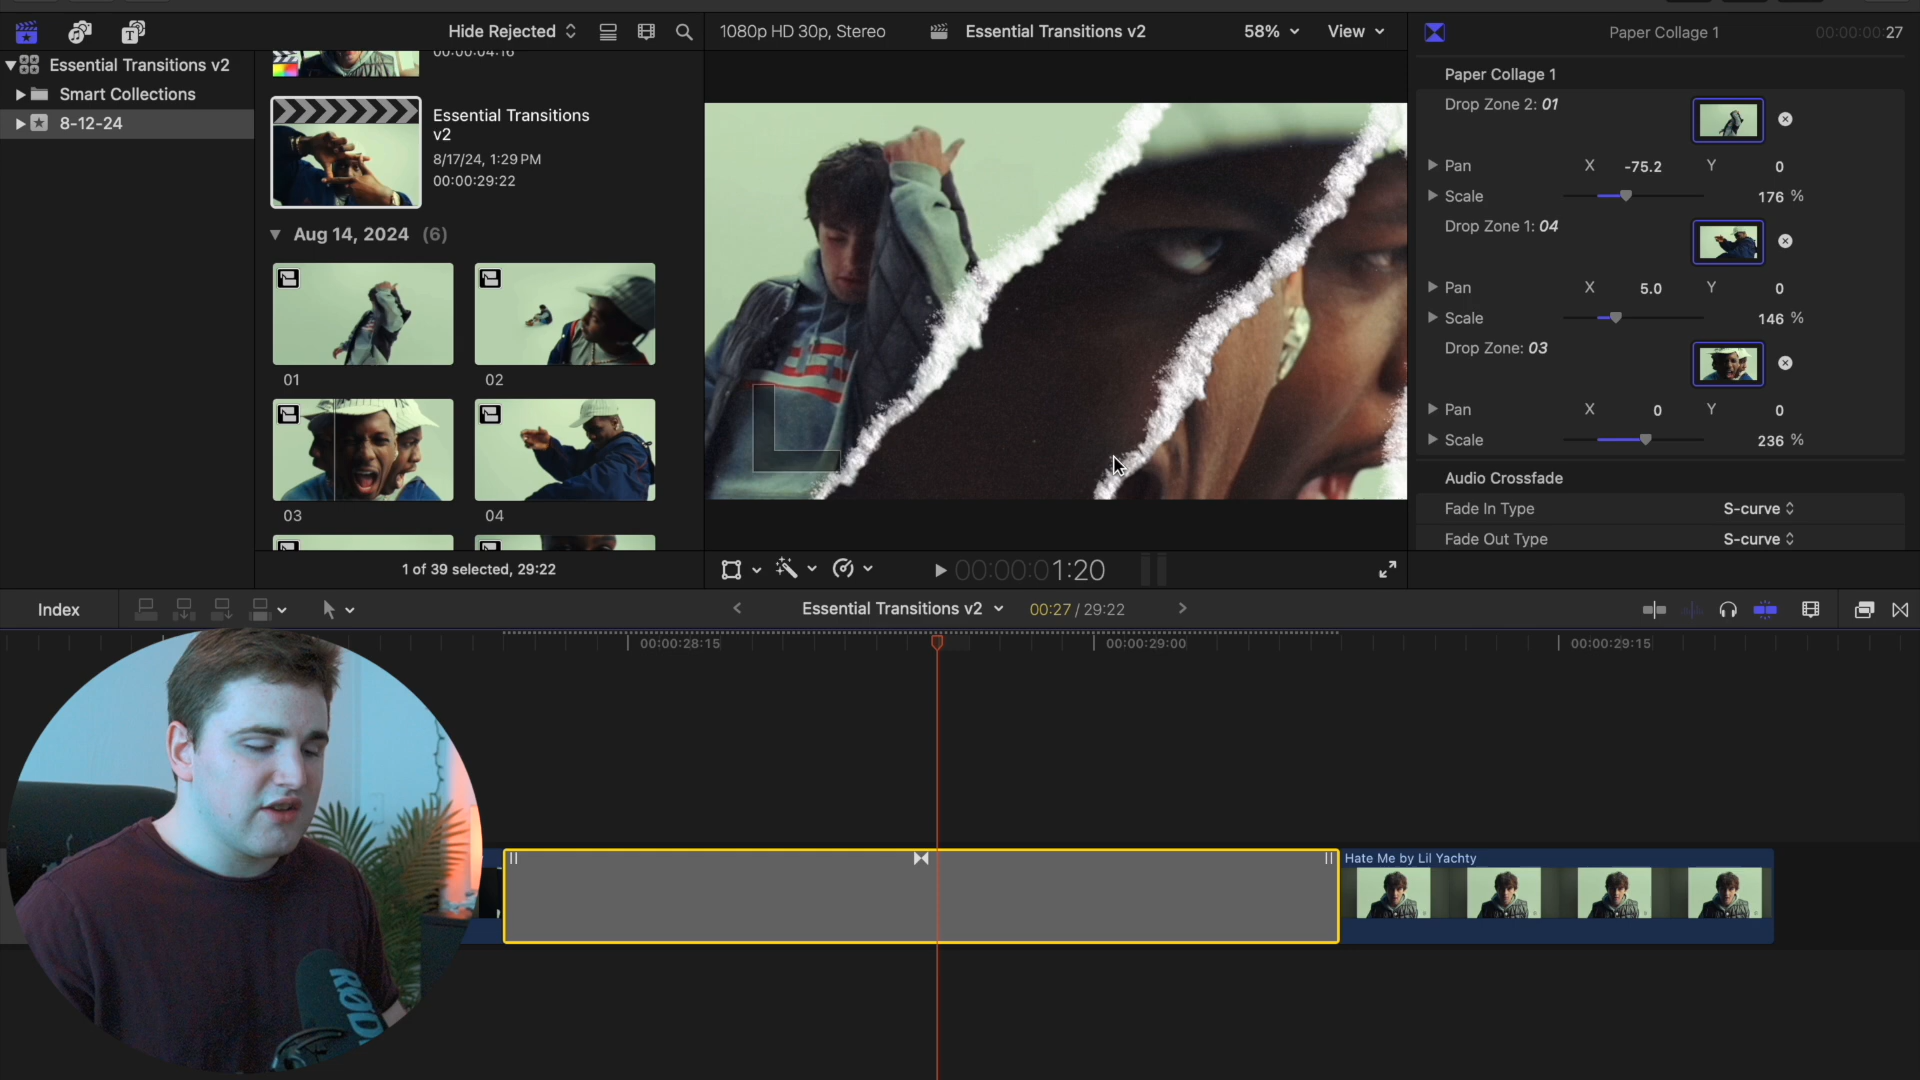 Hide Rejected
1080p HD 30p, Stereo
Essential Transitions v2
58%
View
Paper Collage 1
00:00:00:27
Essential Transitions v2
Smart Collections
8-12-24
00:00:04:16
Essential Transitions
v2
8/17/24, 1:29 PM
00:00:29:22
Aug 14, 2024 (6)
01
02
03
04
1 of 39 selected, 29:22
00:00:01:20
Paper Collage 1
Drop Zone 2: 01
Pan X -75.2 Y 0
Scale 176 %
Drop Zone 1: 04
Pan X 5.0 Y 0
Scale 146 %
Drop Zone: 03
Pan X 0 Y 0
Scale 236 %
Audio Crossfade
Fade In Type S-curve
Fade Out Type S-curve
Index
Essential Transitions v2
00:27 / 29:22
00:00:28:15
00:00:29:00
00:00:29:15
Hate Me by Lil Yachty